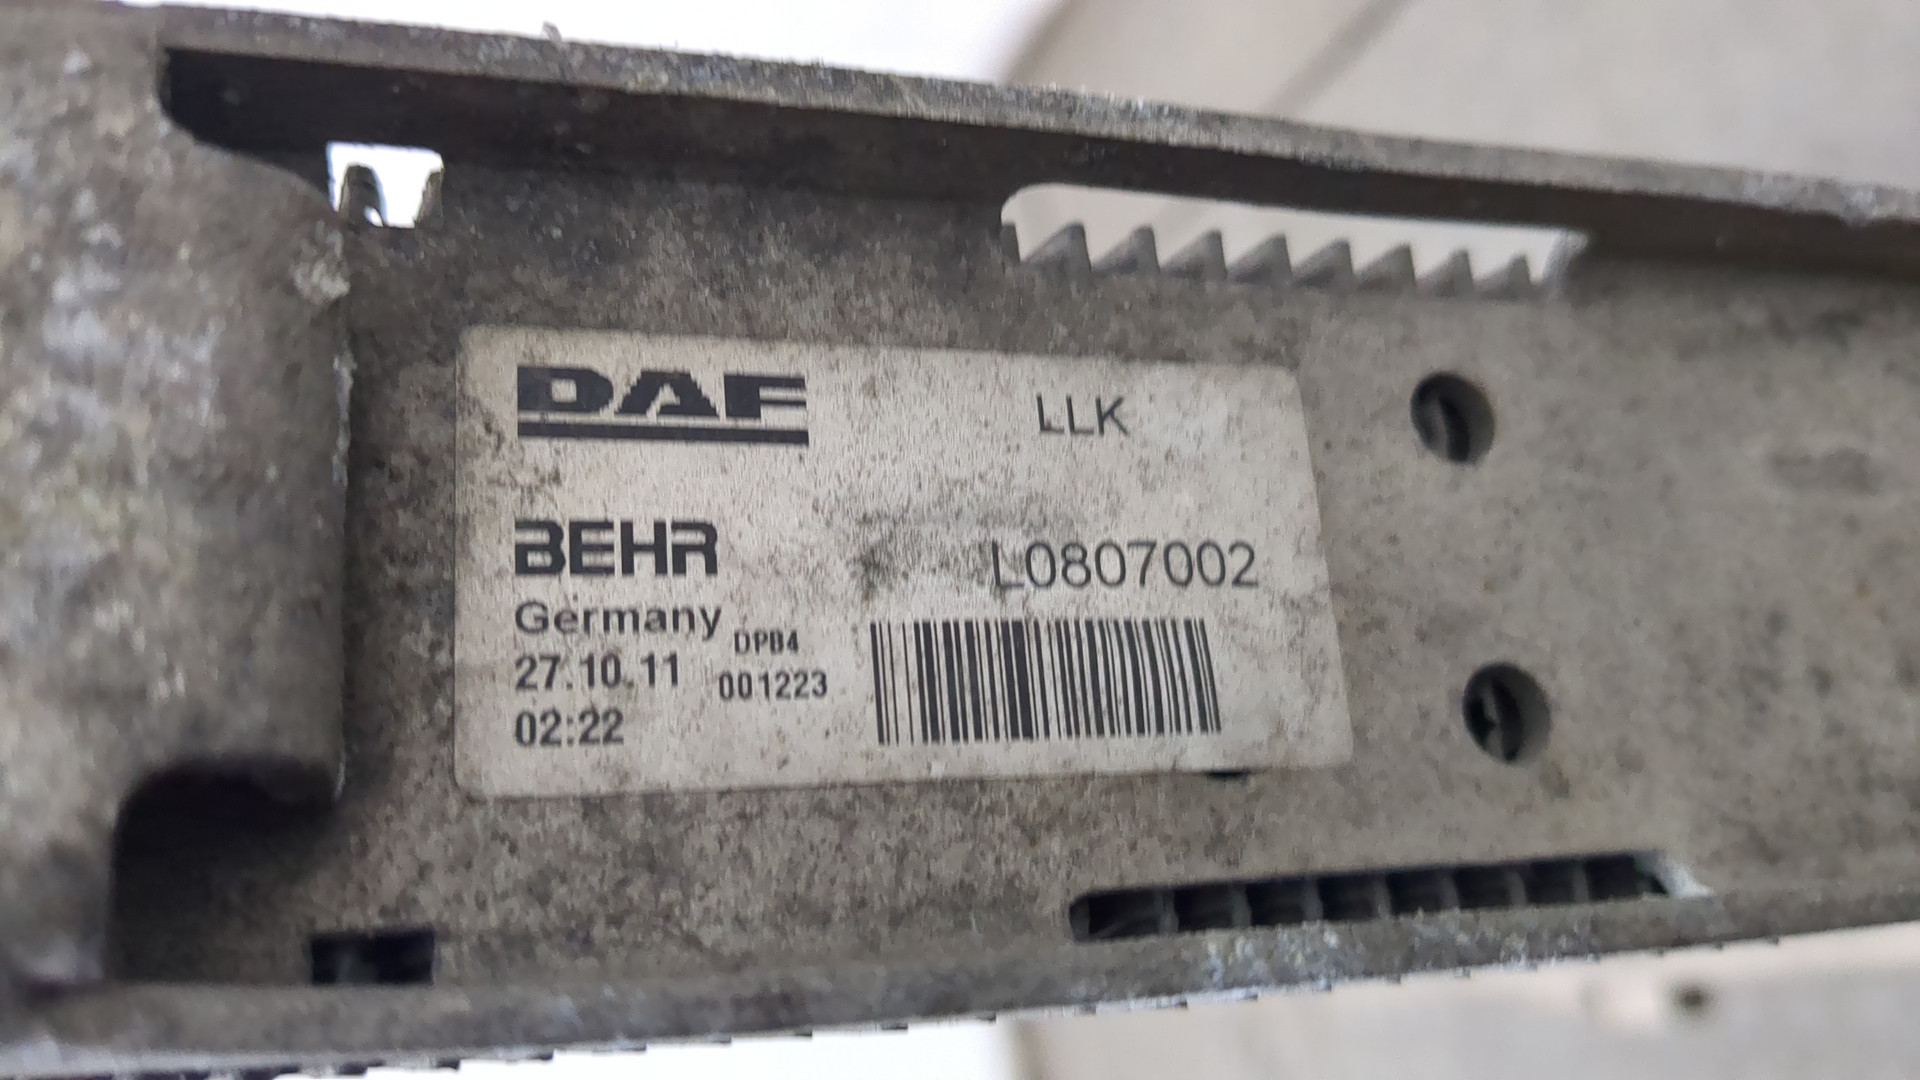 DAF
LLK
BEHR
L0807002
Germany
DPB4
27.10.11
001223
02:22